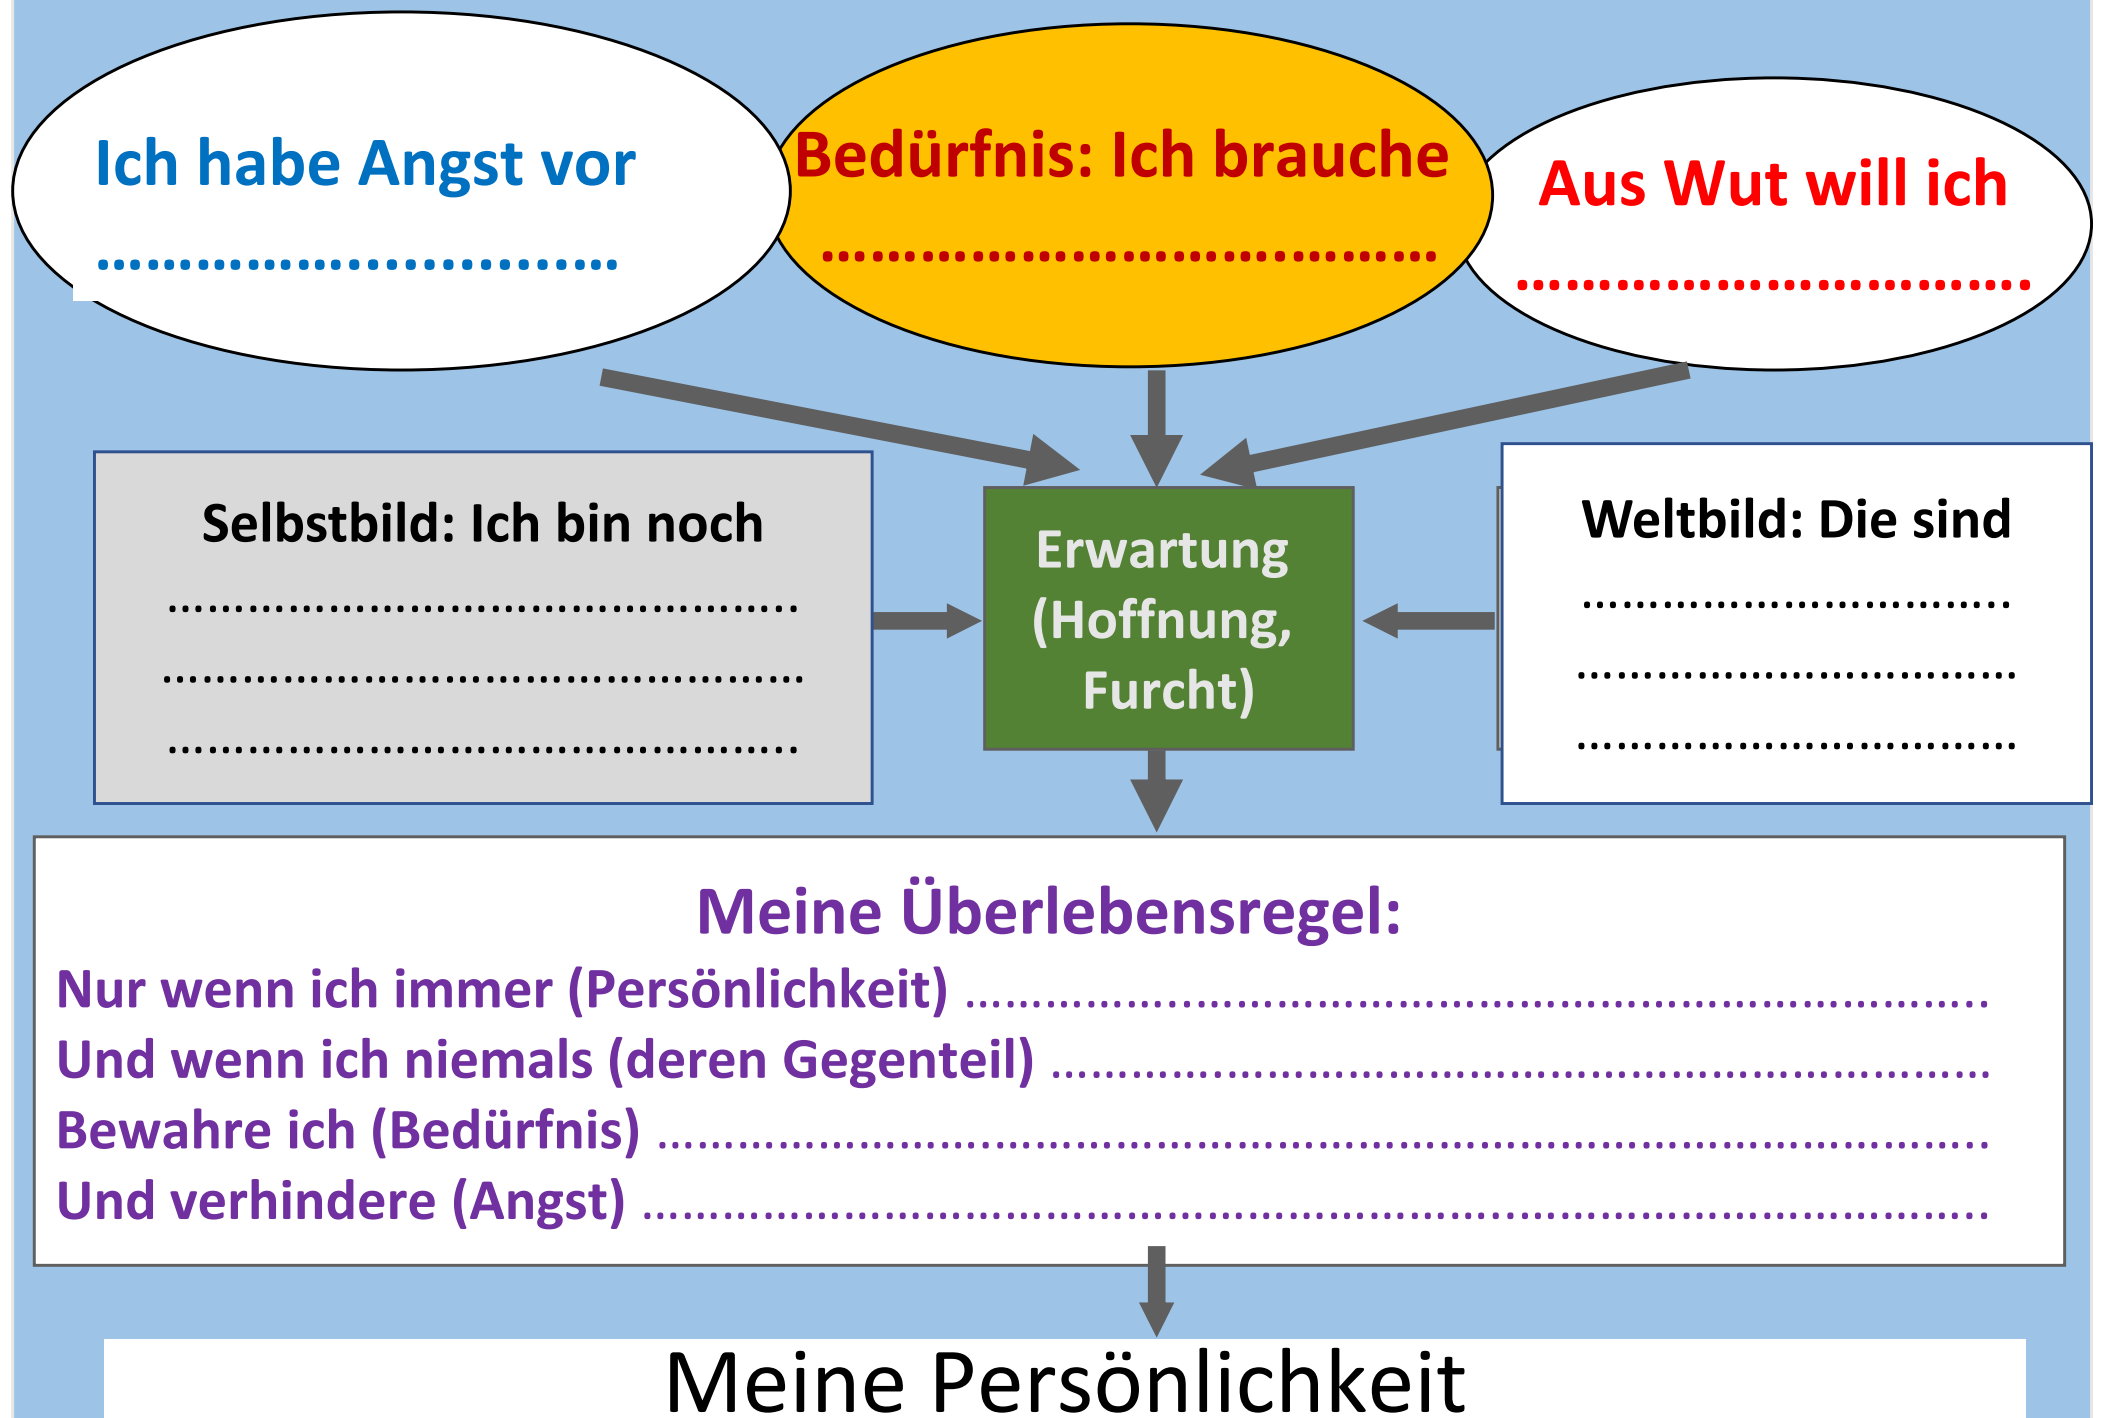 Ich habe Angst vor
………………………….
Bedürfnis: Ich brauche
……………………………….
Aus Wut will ich
………………………….
Selbstbild: Ich bin noch
…………………………………………
…………………………………………
…………………………………………
Erwartung
(Hoffnung,
Furcht)
Weltbild: Die sind
……………………………
……………………………
……………………………
Meine Überlebensregel:
Nur wenn ich immer (Persönlichkeit) ……………………………………………………………………
Und wenn ich niemals (deren Gegenteil) ………………………………………………………………
Bewahre ich (Bedürfnis) …………………………………………………………………………………………
Und verhindere (Angst) …………………………………………………………………………………………
Meine Persönlichkeit